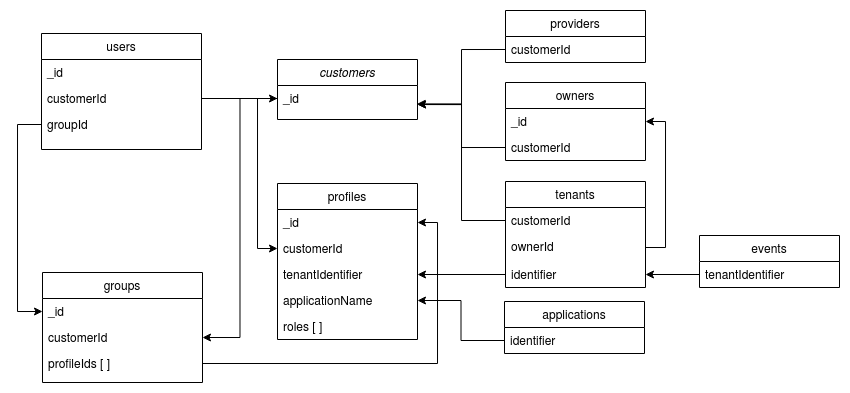 users
_id
customerId
groupId
customers
_id
providers
customerId
owners
_id
customerId
profiles
_id
customerId
tenantIdentifier
applicationName
roles [ ]
tenants
customerId
ownerId
identifier
events
tenantIdentifier
groups
_id
customerId
profileIds [ ]
applications
identifier